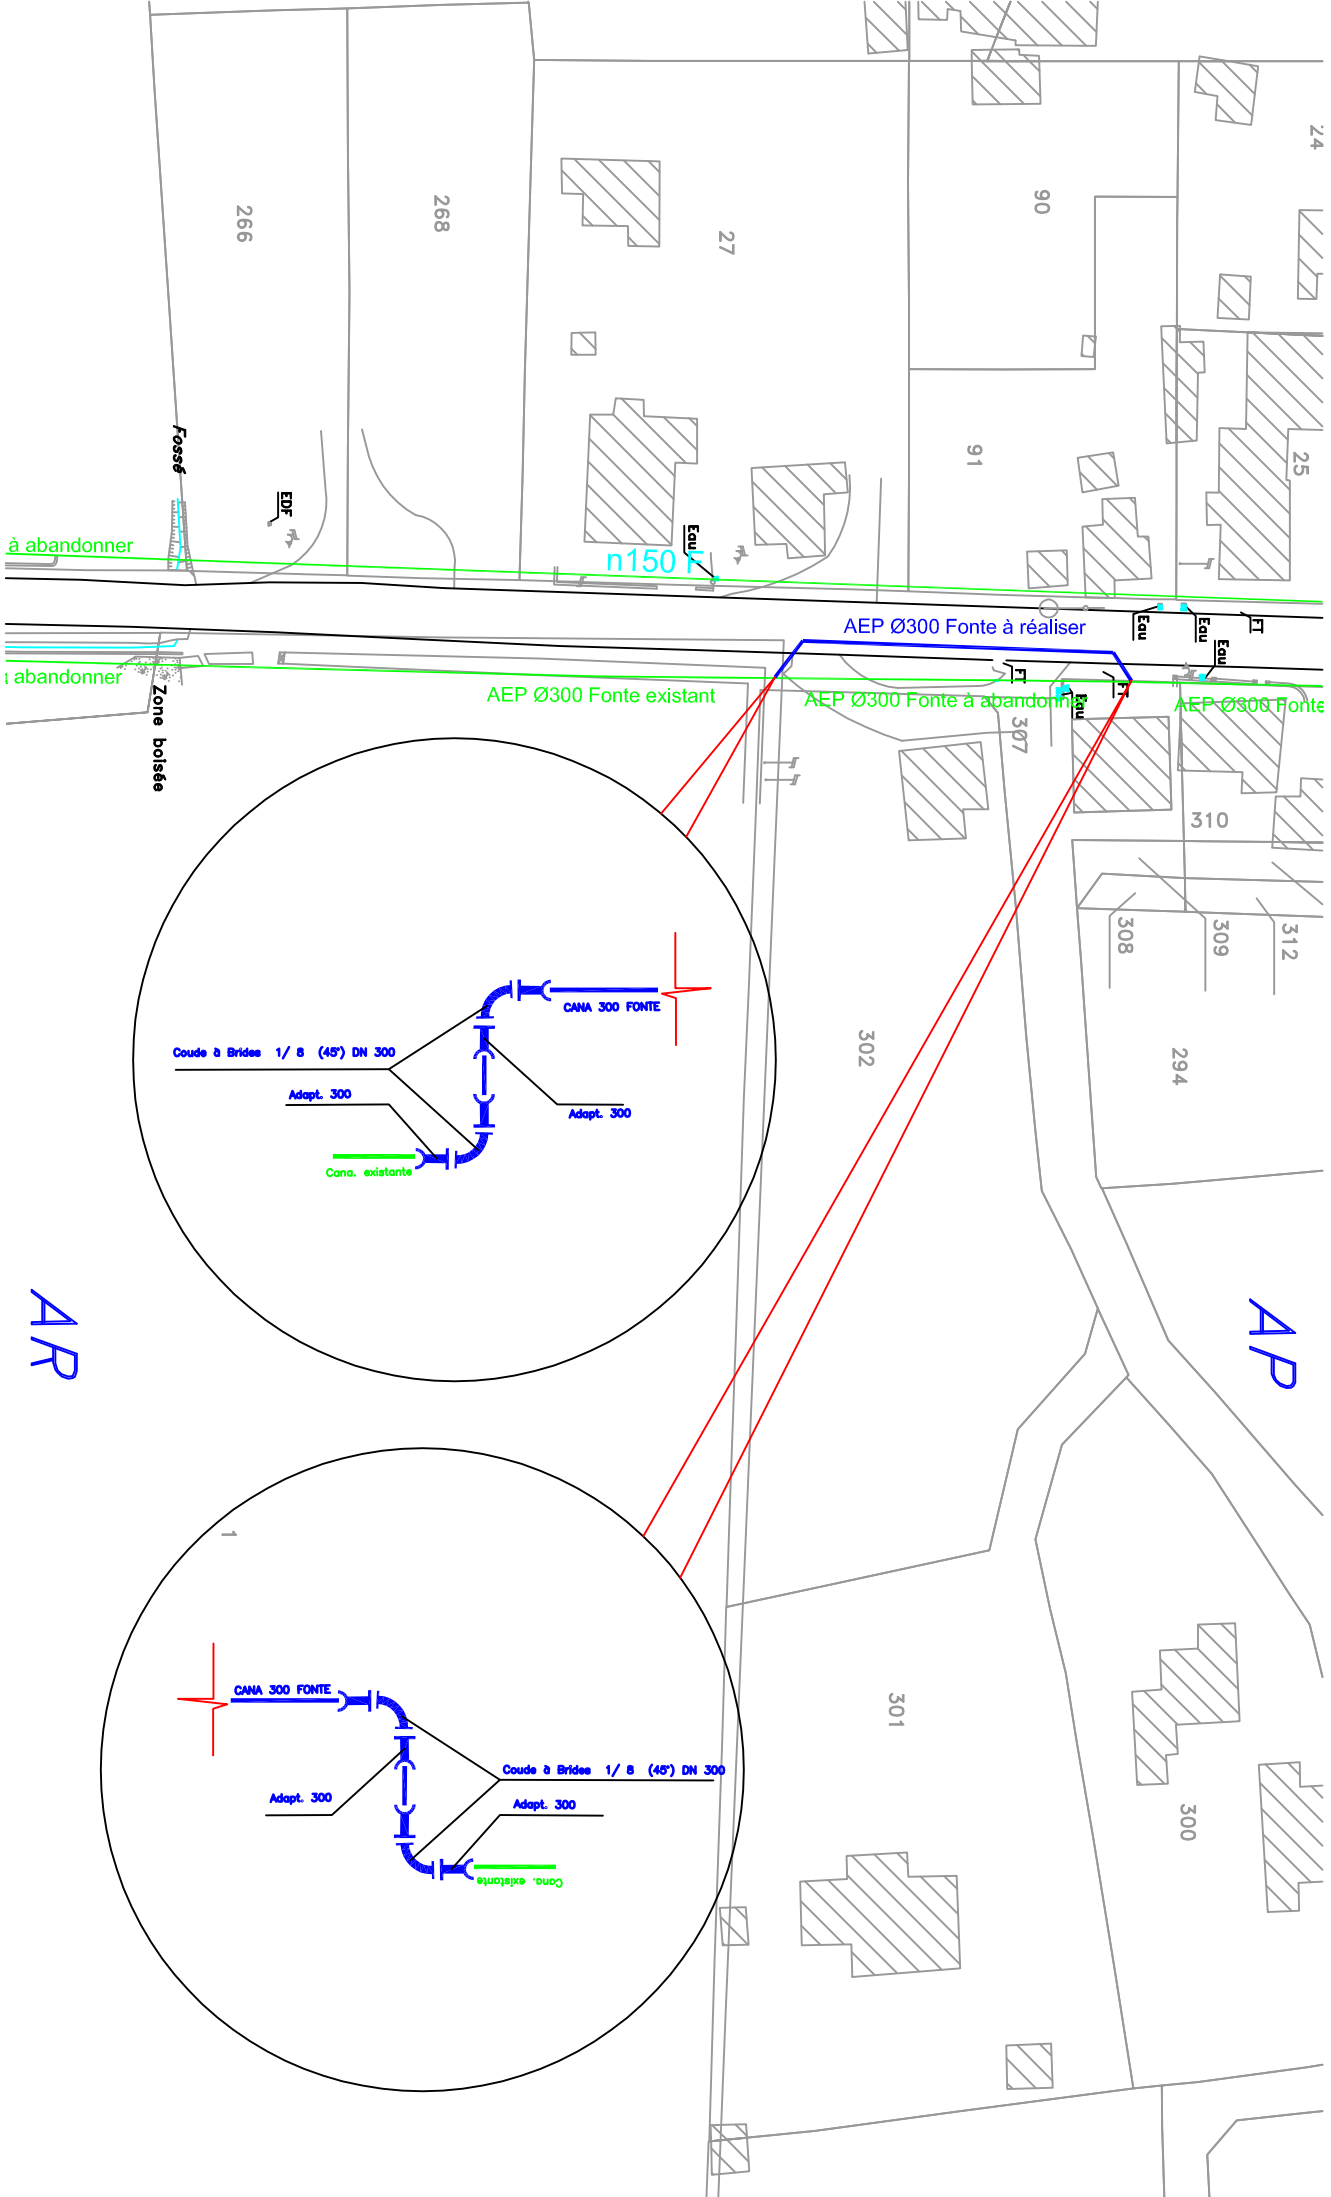 24
266
268
27
90
91
25
Fossé
EDF
Eau
n150 F
à abandonner
AEP Ø300 Fonte à réaliser
Eau
Eau
FT
Eau
abandonner
Zone boisée
AEP Ø300 Fonte existant
AEP Ø300 Fonte à abandonner
AEP Ø300 Fonte
FT
FT
Eau
307
310
308
309
312
302
294
CANA 300 FONTE
Coude à Brides 1/ 8 (45°) DN 300
Adapt. 300
Adapt. 300
Cana. existante
AR
AP
1
CANA 300 FONTE
Coude à Brides 1/ 8 (45°) DN 300
Adapt. 300
Adapt. 300
Cana. existante
301
300